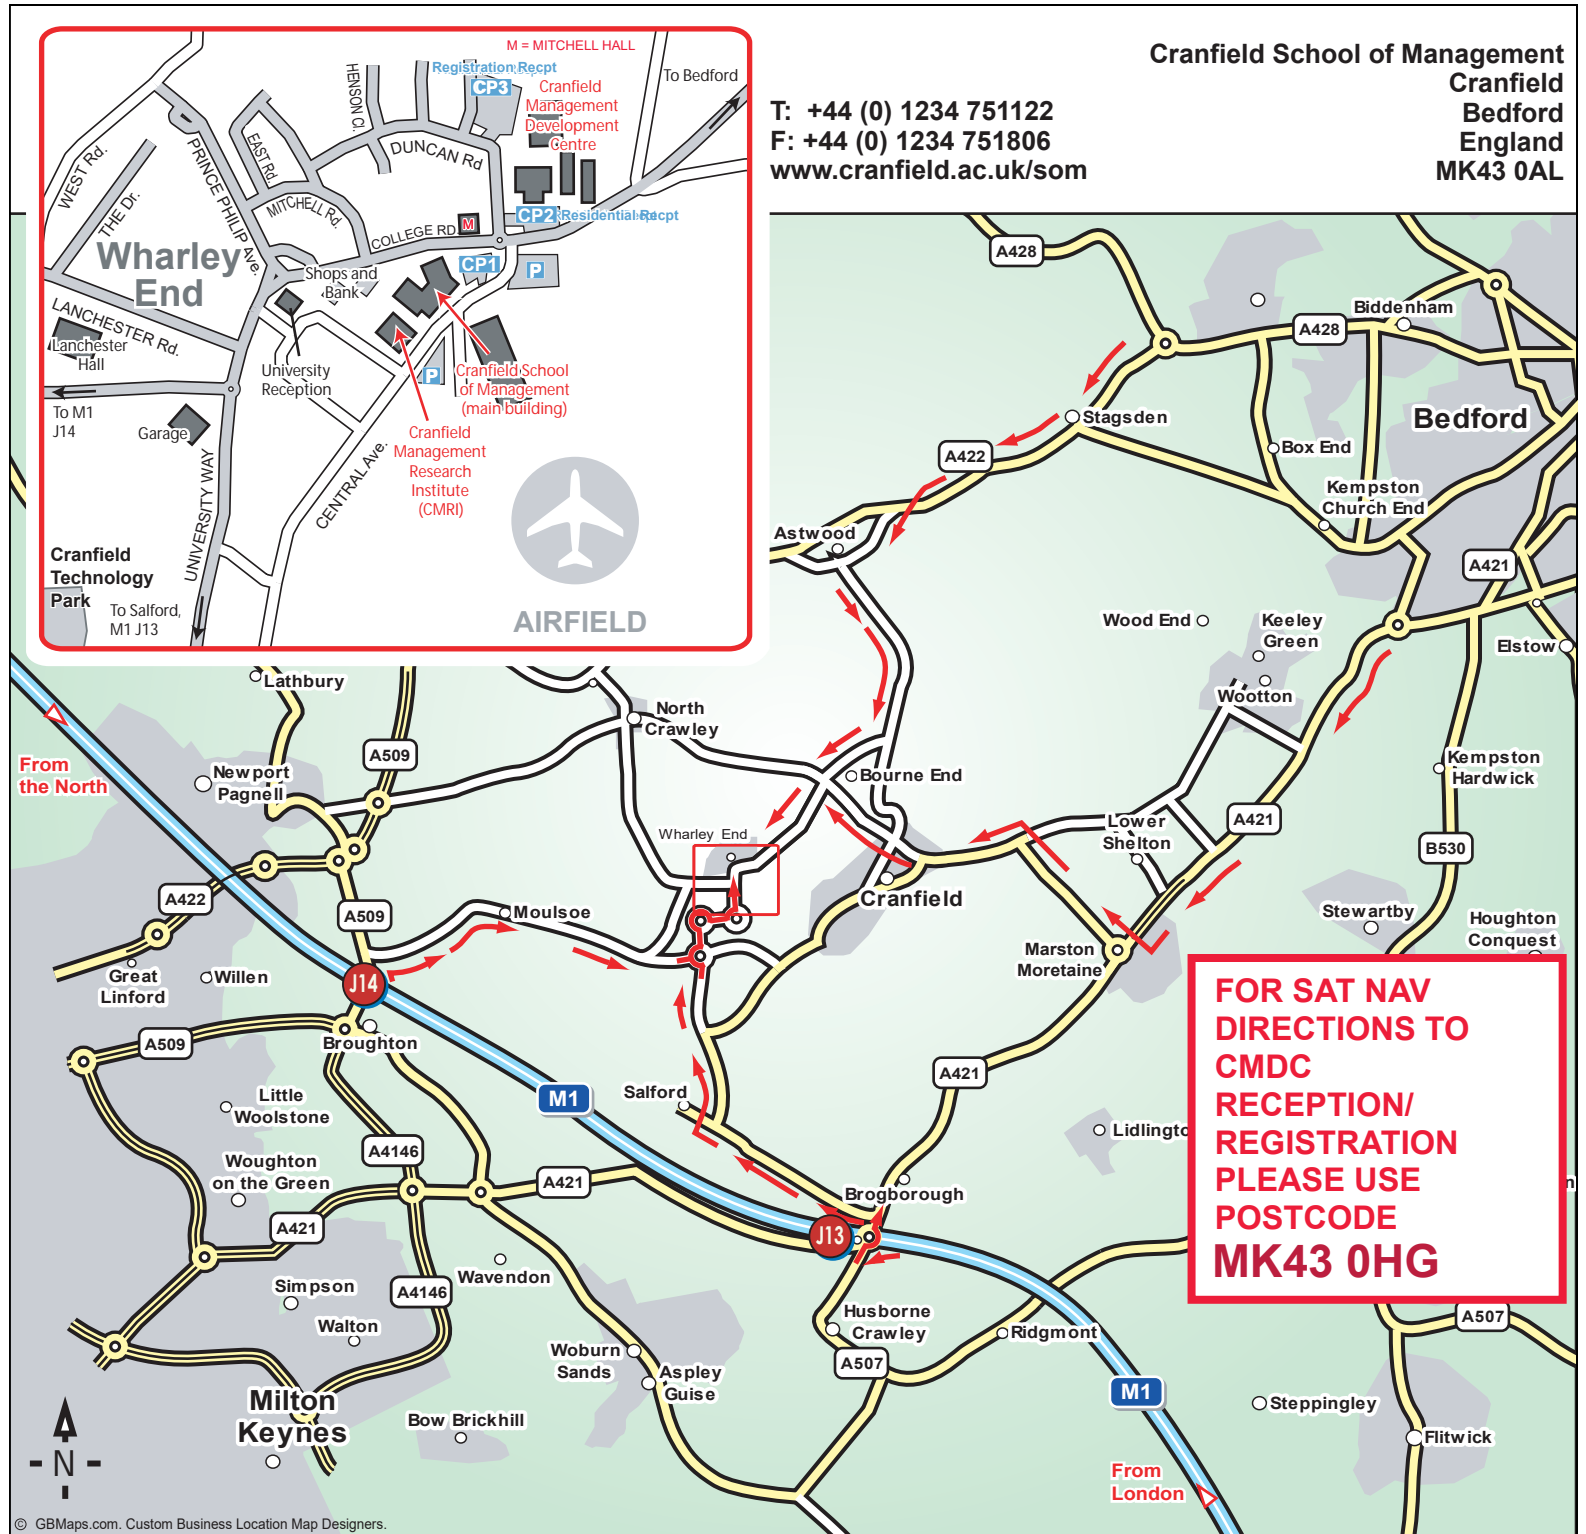 Cranfield School of Management
Cranfield
Bedford
England
MK43 0AL
T: +44 (0) 1234 751122
F: +44 (0) 1234 751806
www.cranfield.ac.uk/som
M = MITCHELL HALL
Registration Recpt
CP3
Cranfield
Management
Development
Centre
To Bedford
HENSON Cl.
DUNCAN Rd
EAST Rd.
WEST Rd.
THE Dr.
PRINCE PHILIP Ave.
MITCHELL Rd.
COLLEGE RD.
M
CP2
Residential Recpt
CP1
P
Wharley
End
Shops and
Bank
LANCHESTER Rd.
Lanchester
Hall
University
Reception
P
Cranfield School
of Management
(main building)
To M1
J14
Garage
Cranfield
Management
Research
Institute
(CMRI)
CENTRAL Ave.
UNIVERSITY WAY
Cranfield
Technology
Park
To Salford,
M1 J13
AIRFIELD
A428
Biddenham
A428
Stagsden
Bedford
A422
Box End
Kempston
Church End
Astwood
A421
Wood End
Keeley
Green
Elstow
Wootton
Lathbury
North
Crawley
From
the North
A509
Newport
Pagnell
Bourne End
Kempston
Hardwick
Wharley End
Lower
Shelton
A421
B530
A422
A509
Moulsoe
Cranfield
Stewartby
Houghton
Conquest
Marston
Moretaine
Great
Linford
Willen
J14
A509
Broughton
FOR SAT NAV
DIRECTIONS TO
CMDC
RECEPTION/
REGISTRATION
PLEASE USE
POSTCODE
MK43 0HG
A421
M1
Salford
Little
Woolstone
Lidlingto
A4146
Woughton
on the Green
A421
Brogborough
n
A421
J13
Wavendon
Simpson
A4146
Walton
Husborne
Crawley
Ridgmont
A507
Woburn
Sands
A507
Aspley
Guise
M1
Milton
Keynes
Bow Brickhill
Steppingley
Flitwick
N
From
London
© GBMaps.com. Custom Business Location Map Designers.